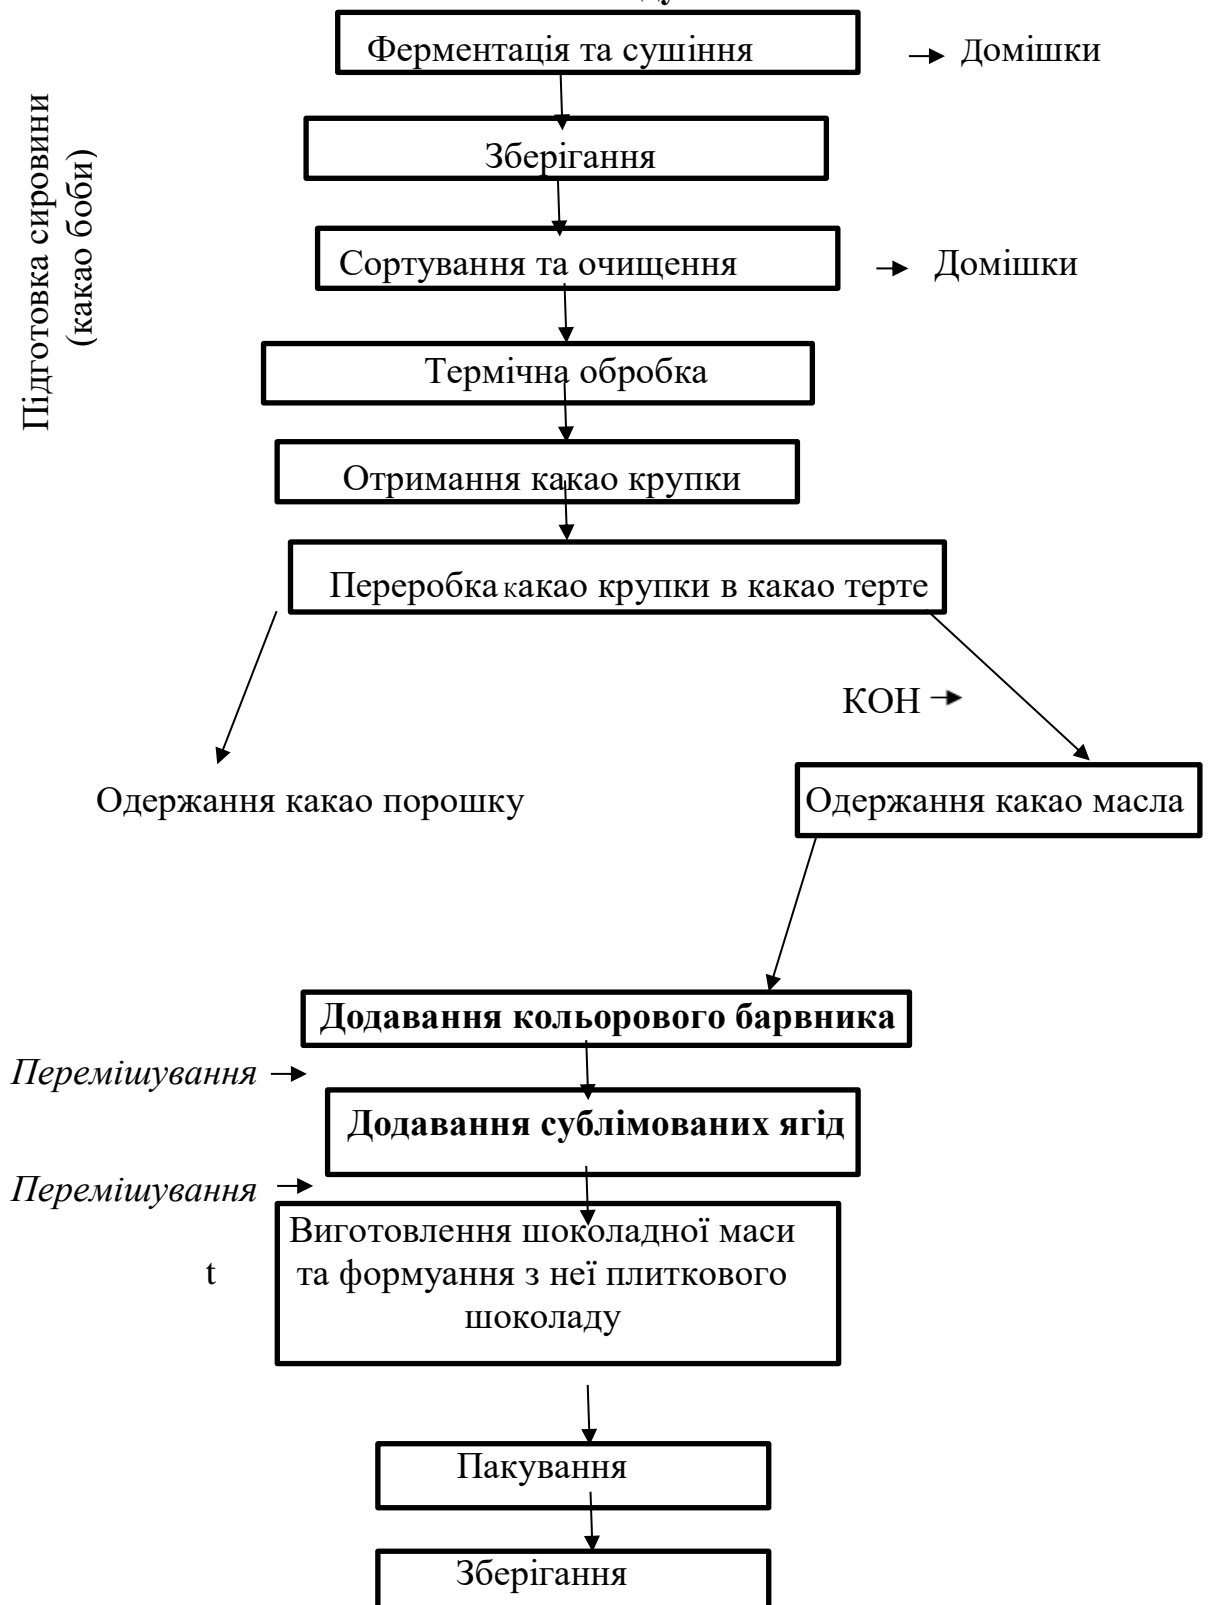 Ферментація та сушіння
Домішки
Підготовка сировини
(какао боби)
Зберігання
Сортування та очищення
Домішки
Термічна обробка
Отримання какао крупки
Переробка какао крупки в какао терте
КОН
Одержання какао порошку
Одержання какао масла
Додавання кольорового барвника
Перемішування
Додавання сублімованих ягід
Перемішування
Виготовлення шоколадної маси
t
та формуання з неї плиткового
шоколаду
Пакування
Зберігання